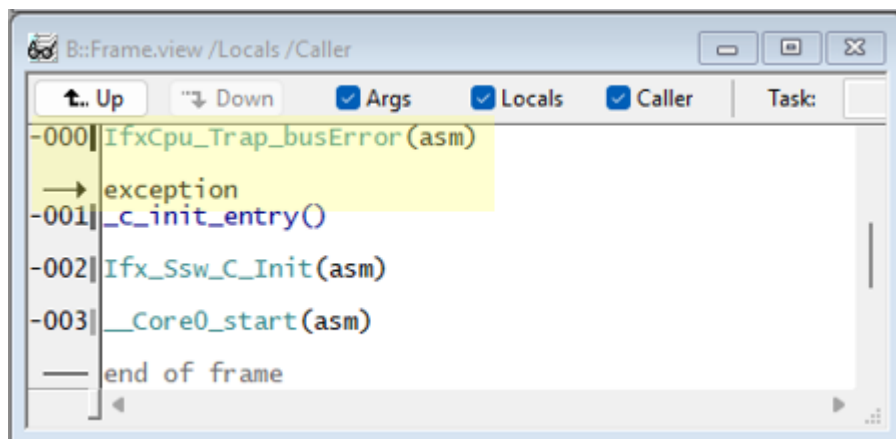 B::Frame.view /Locals /Caller
Up Down Args Locals Caller Task:
-000 IfxCpu_Trap_busError(asm)
exception
-001 _c_init_entry()
-002 Ifx_Ssw_C_Init(asm)
-003 __Core0_start(asm)
end of frame